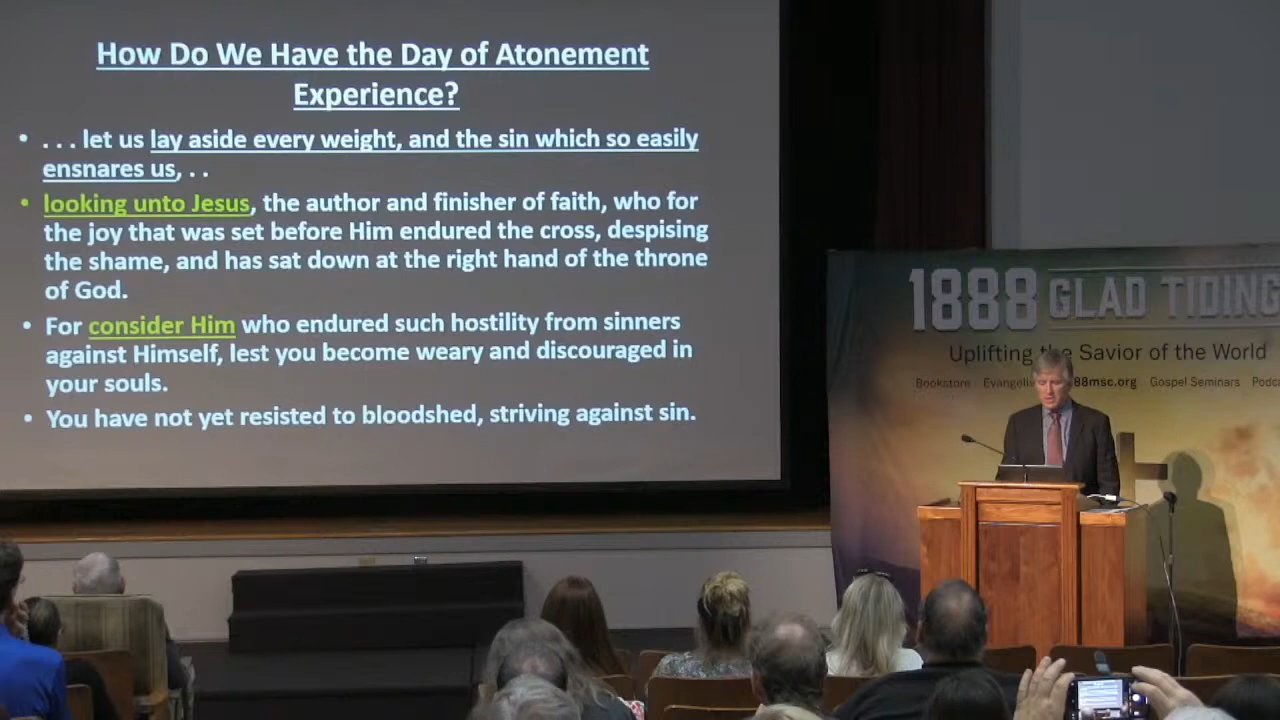 How Do We Have the Day of Atonement
Experience?
• . . . let us lay aside every weight, and the sin which so easily
ensnares us, . .
• looking unto Jesus, the author and finisher of faith, who for
the joy that was set before Him endured the cross, despising
the shame, and has sat down at the right hand of the throne
of God.
• For consider Him who endured such hostility from sinners
against Himself, lest you become weary and discouraged in
your souls.
• You have not yet resisted to bloodshed, striving against sin.
1888 GLAD TIDING
Uplifting the Savior of the World
Bookstore 88msc.org Gospel Seminars